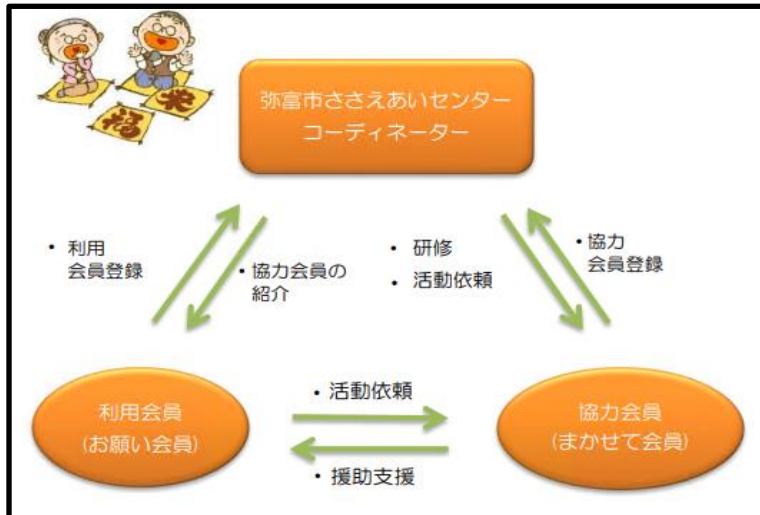 弥富市ささえあいセンター
コーディネーター
・ 利用
会員登録
・協力会員の
紹介
・ 研修
・ 活動依頼
・協力
会員登録
利用会員
(お願い会員)
・活動依頼
・援助支援
協力会員
(まかせて会員)
福